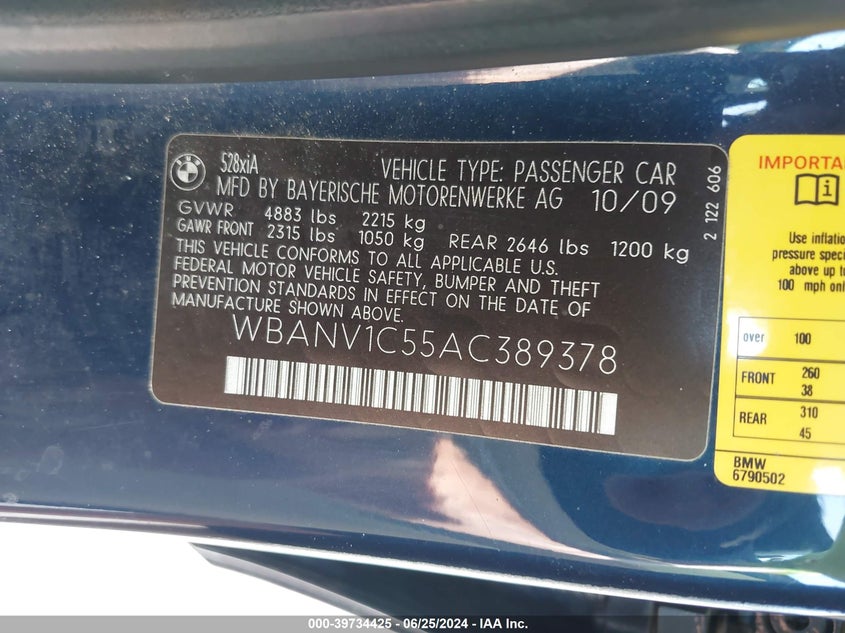 BMW
528xiA
VEHICLE TYPE: PASSENGER CAR
MFD BY BAYERISCHE MOTORENWERKE AG 10/09
GVWR 4883 lbs 2215 kg
GAWR FRONT 2315 lbs 1050 kg REAR 2646 lbs 1200 kg
THIS VEHICLE CONFORMS TO ALL APPLICABLE U.S.
FEDERAL MOTOR VEHICLE SAFETY, BUMPER AND THEFT
PREVENTION STANDARDS IN EFFECT ON THE DATE OF
MANUFACTURE SHOWN ABOVE.
WBANV1C55AC389378
2 122 606
IMPORTA
i
Use inflatio
pressure speci
above up to
100 mph onl
over 100
FRONT 260
38
REAR 310
45
BMW
6790502
000-39734425 - 06/25/2024 - IAA Inc.